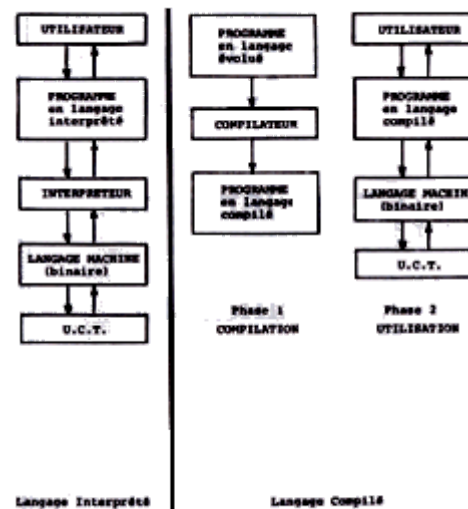 UTILISATEUR
PROGRAMME
en langage
interprété
INTERPRETEUR
LANGAGE MACHINE
(binaire)
U.C.T.
Langage Interprété
PROGRAMME
en langage
évolué
COMPILATEUR
PROGRAMME
en langage
compilé
Phase 1
COMPILATION
UTILISATEUR
PROGRAMME
en langage
compilé
LANGAGE MACHINE
(binaire)
U.C.T.
Phase 2
UTILISATION
Langage Compilé